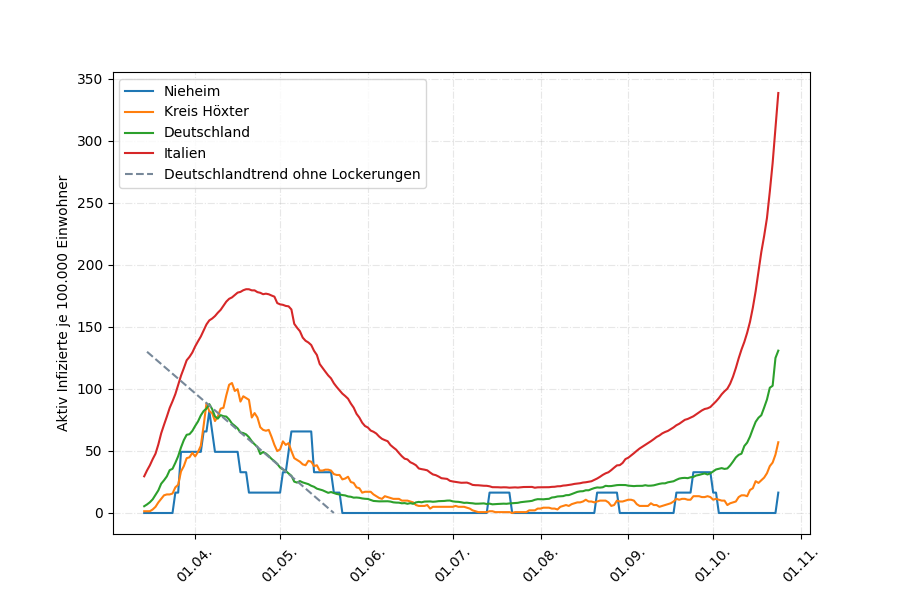 350
300
250
200
150
100
50
0
Aktiv Infizierte je 100.000 Einwohner
Nieheim
Kreis Höxter
Deutschland
Italien
Deutschlandtrend ohne Lockerungen
01.04.
01.05.
01.06.
01.07.
01.08.
01.09.
01.10.
01.11.